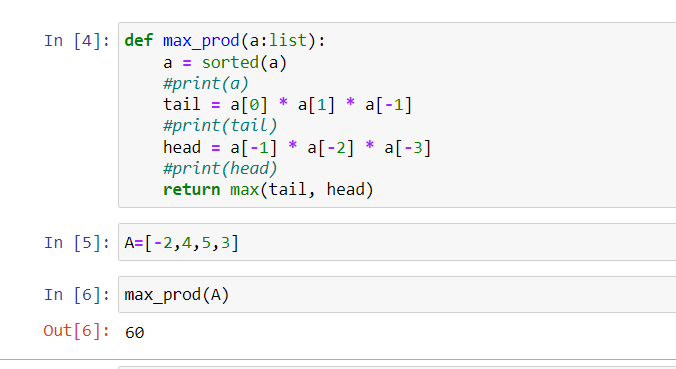 In [4]: def max_prod(a:list):
a = sorted(a)
#print(a)
tail = a[0] * a[1] * a[-1]
#print(tail)
head = a[-1] * a[-2] * a[-3]
#print(head)
return max(tail, head)
In [5]: A=[-2,4,5,3]
In [6]: max_prod(A)
Out[6]: 60